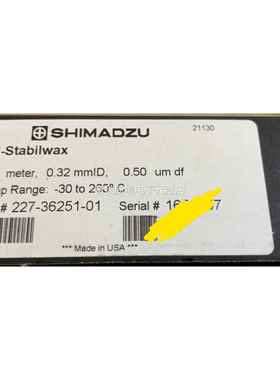 21130
SHIMADZU
-Stabilwax
meter, 0.32 mmID, 0.50 um df
p Range: -30 to 260° C
# 227-36251-01 Serial #
*** Made in USA ***